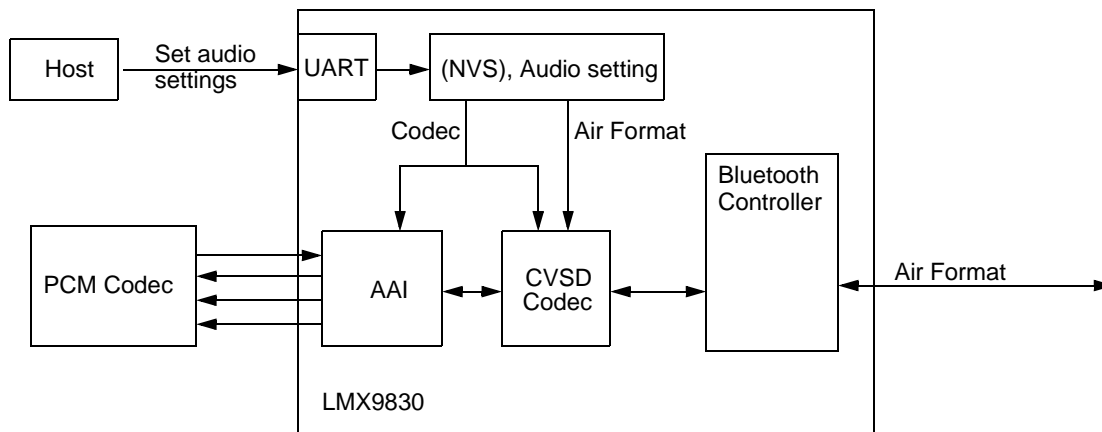 Host
Set audio
settings
UART
(NVS), Audio setting
Codec
Air Format
Bluetooth
Controller
PCM Codec
AAI
CVSD
Codec
Air Format
LMX9830